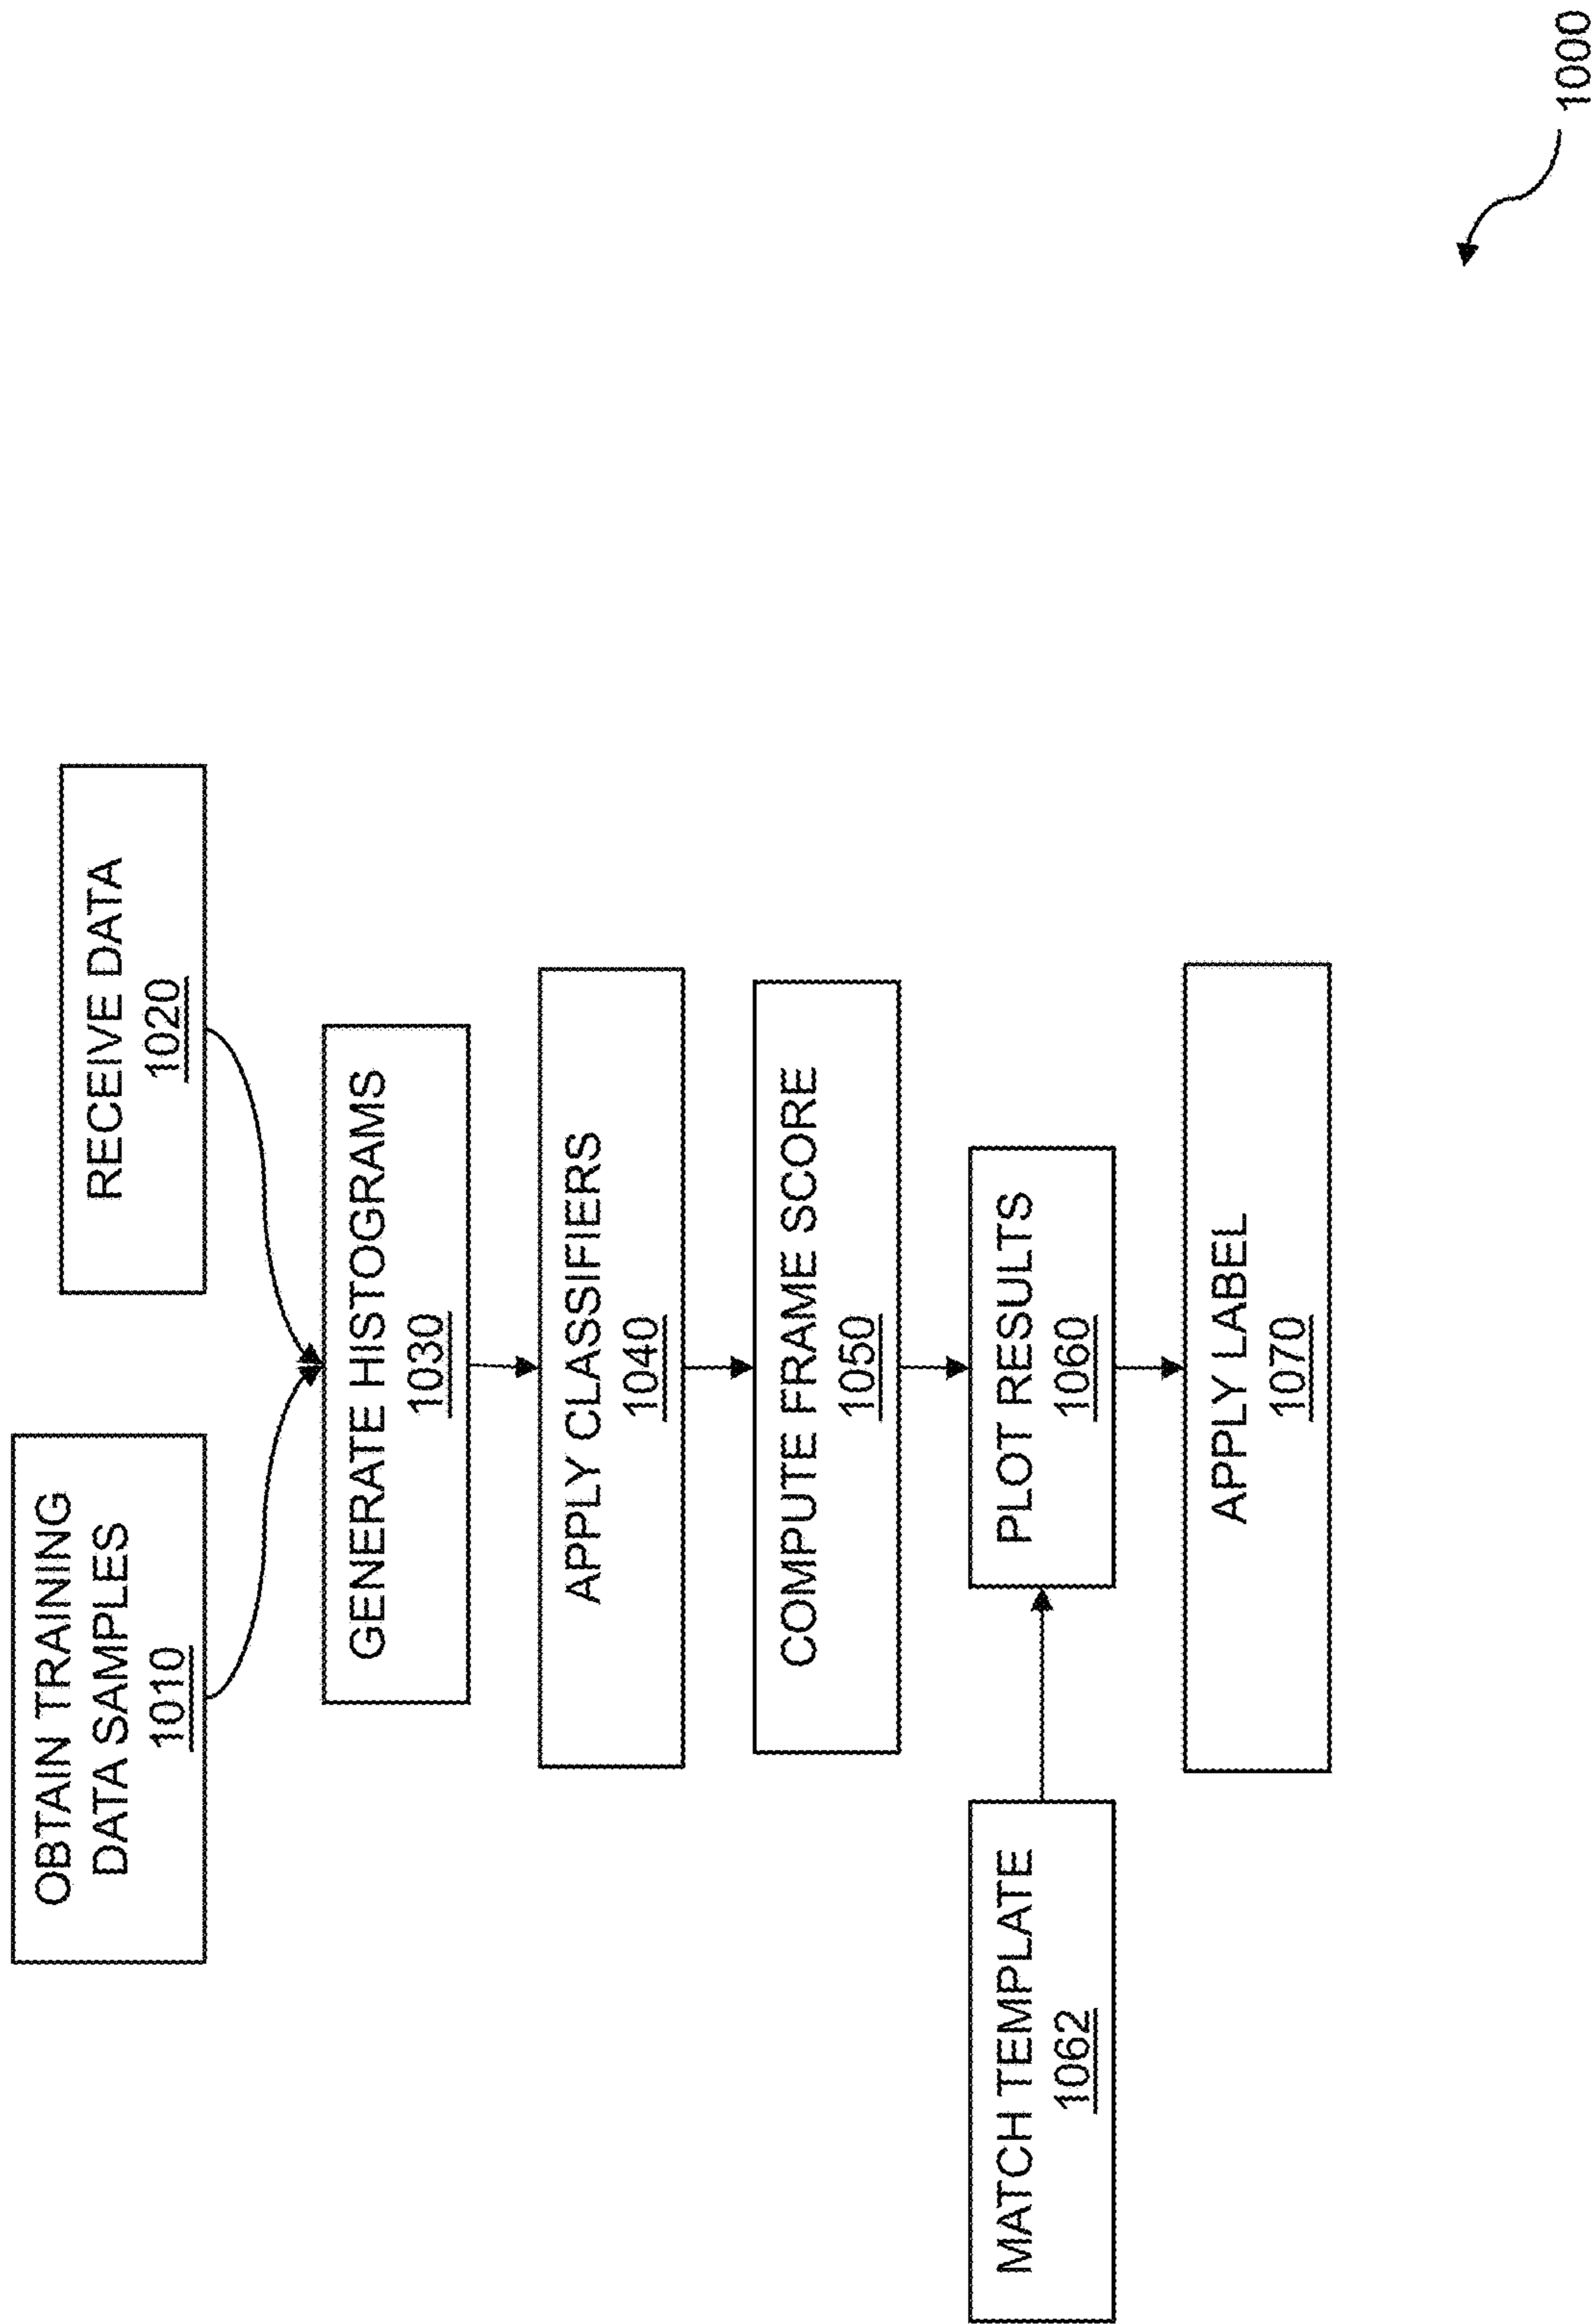 OBTAIN TRAINING
DATA SAMPLES
1010
RECEIVE DATA
1020
GENERATE HISTOGRAMS
1030
APPLY CLASSIFIERS
1040
COMPUTE FRAME SCORE
1050
MATCH TEMPLATE
1062
PLOT RESULTS
1060
APPLY LABEL
1070
1000